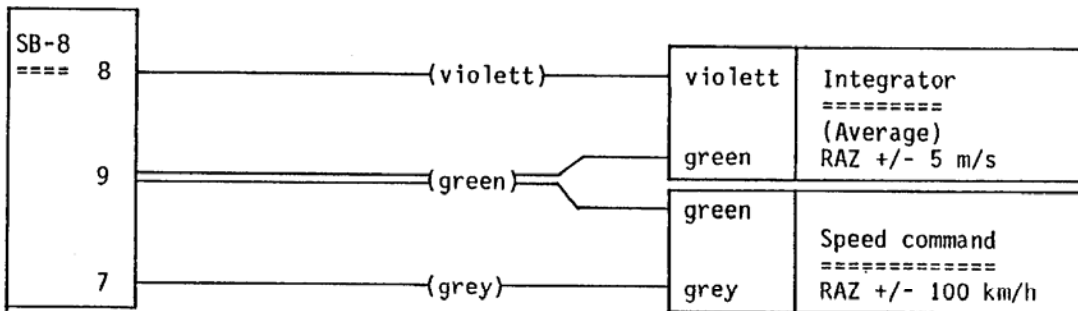 SB-8
====
8 (violett) violett Integrator
=========
(Average)
9 (green) green RAZ +/- 5 m/s
green
Speed command
=============
7 (grey) grey RAZ +/- 100 km/h